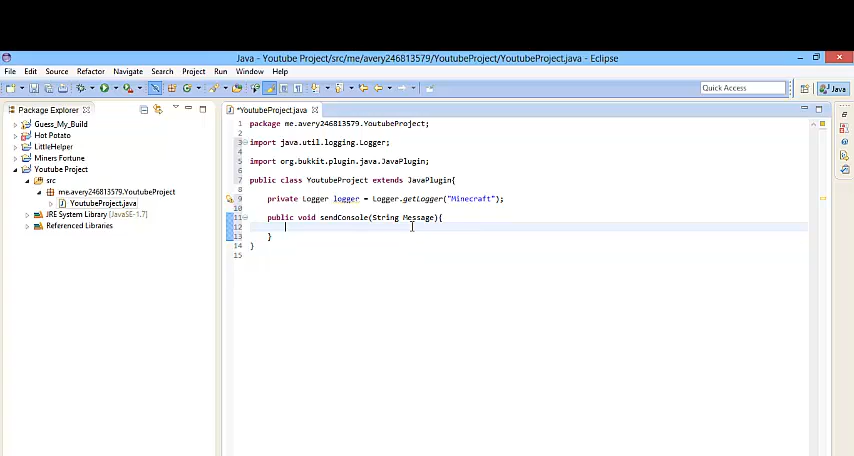 Java - Youtube Project/src/me/avery246813579/YoutubeProject/YoutubeProject.java - Eclipse
File Edit Source Refactor Navigate Search Project Run Window Help
Quick Access
Java
Package Explorer
Guess_My_Build
Hot Potato
LittleHelper
Miners Fortune
Youtube Project
src
me.avery246813579.YoutubeProject
YoutubeProject.java
JRE System Library [JavaSE-1.7]
Referenced Libraries
*YoutubeProject.java
1 package me.avery246813579.YoutubeProject;
2
3 import java.util.logging.Logger;
4
5 import org.bukkit.plugin.java.JavaPlugin;
6
7 public class YoutubeProject extends JavaPlugin{
8
9 private Logger logger = Logger.getLogger("Minecraft");
10
11 public void sendConsole(String Message){
12
13 }
14 }
15